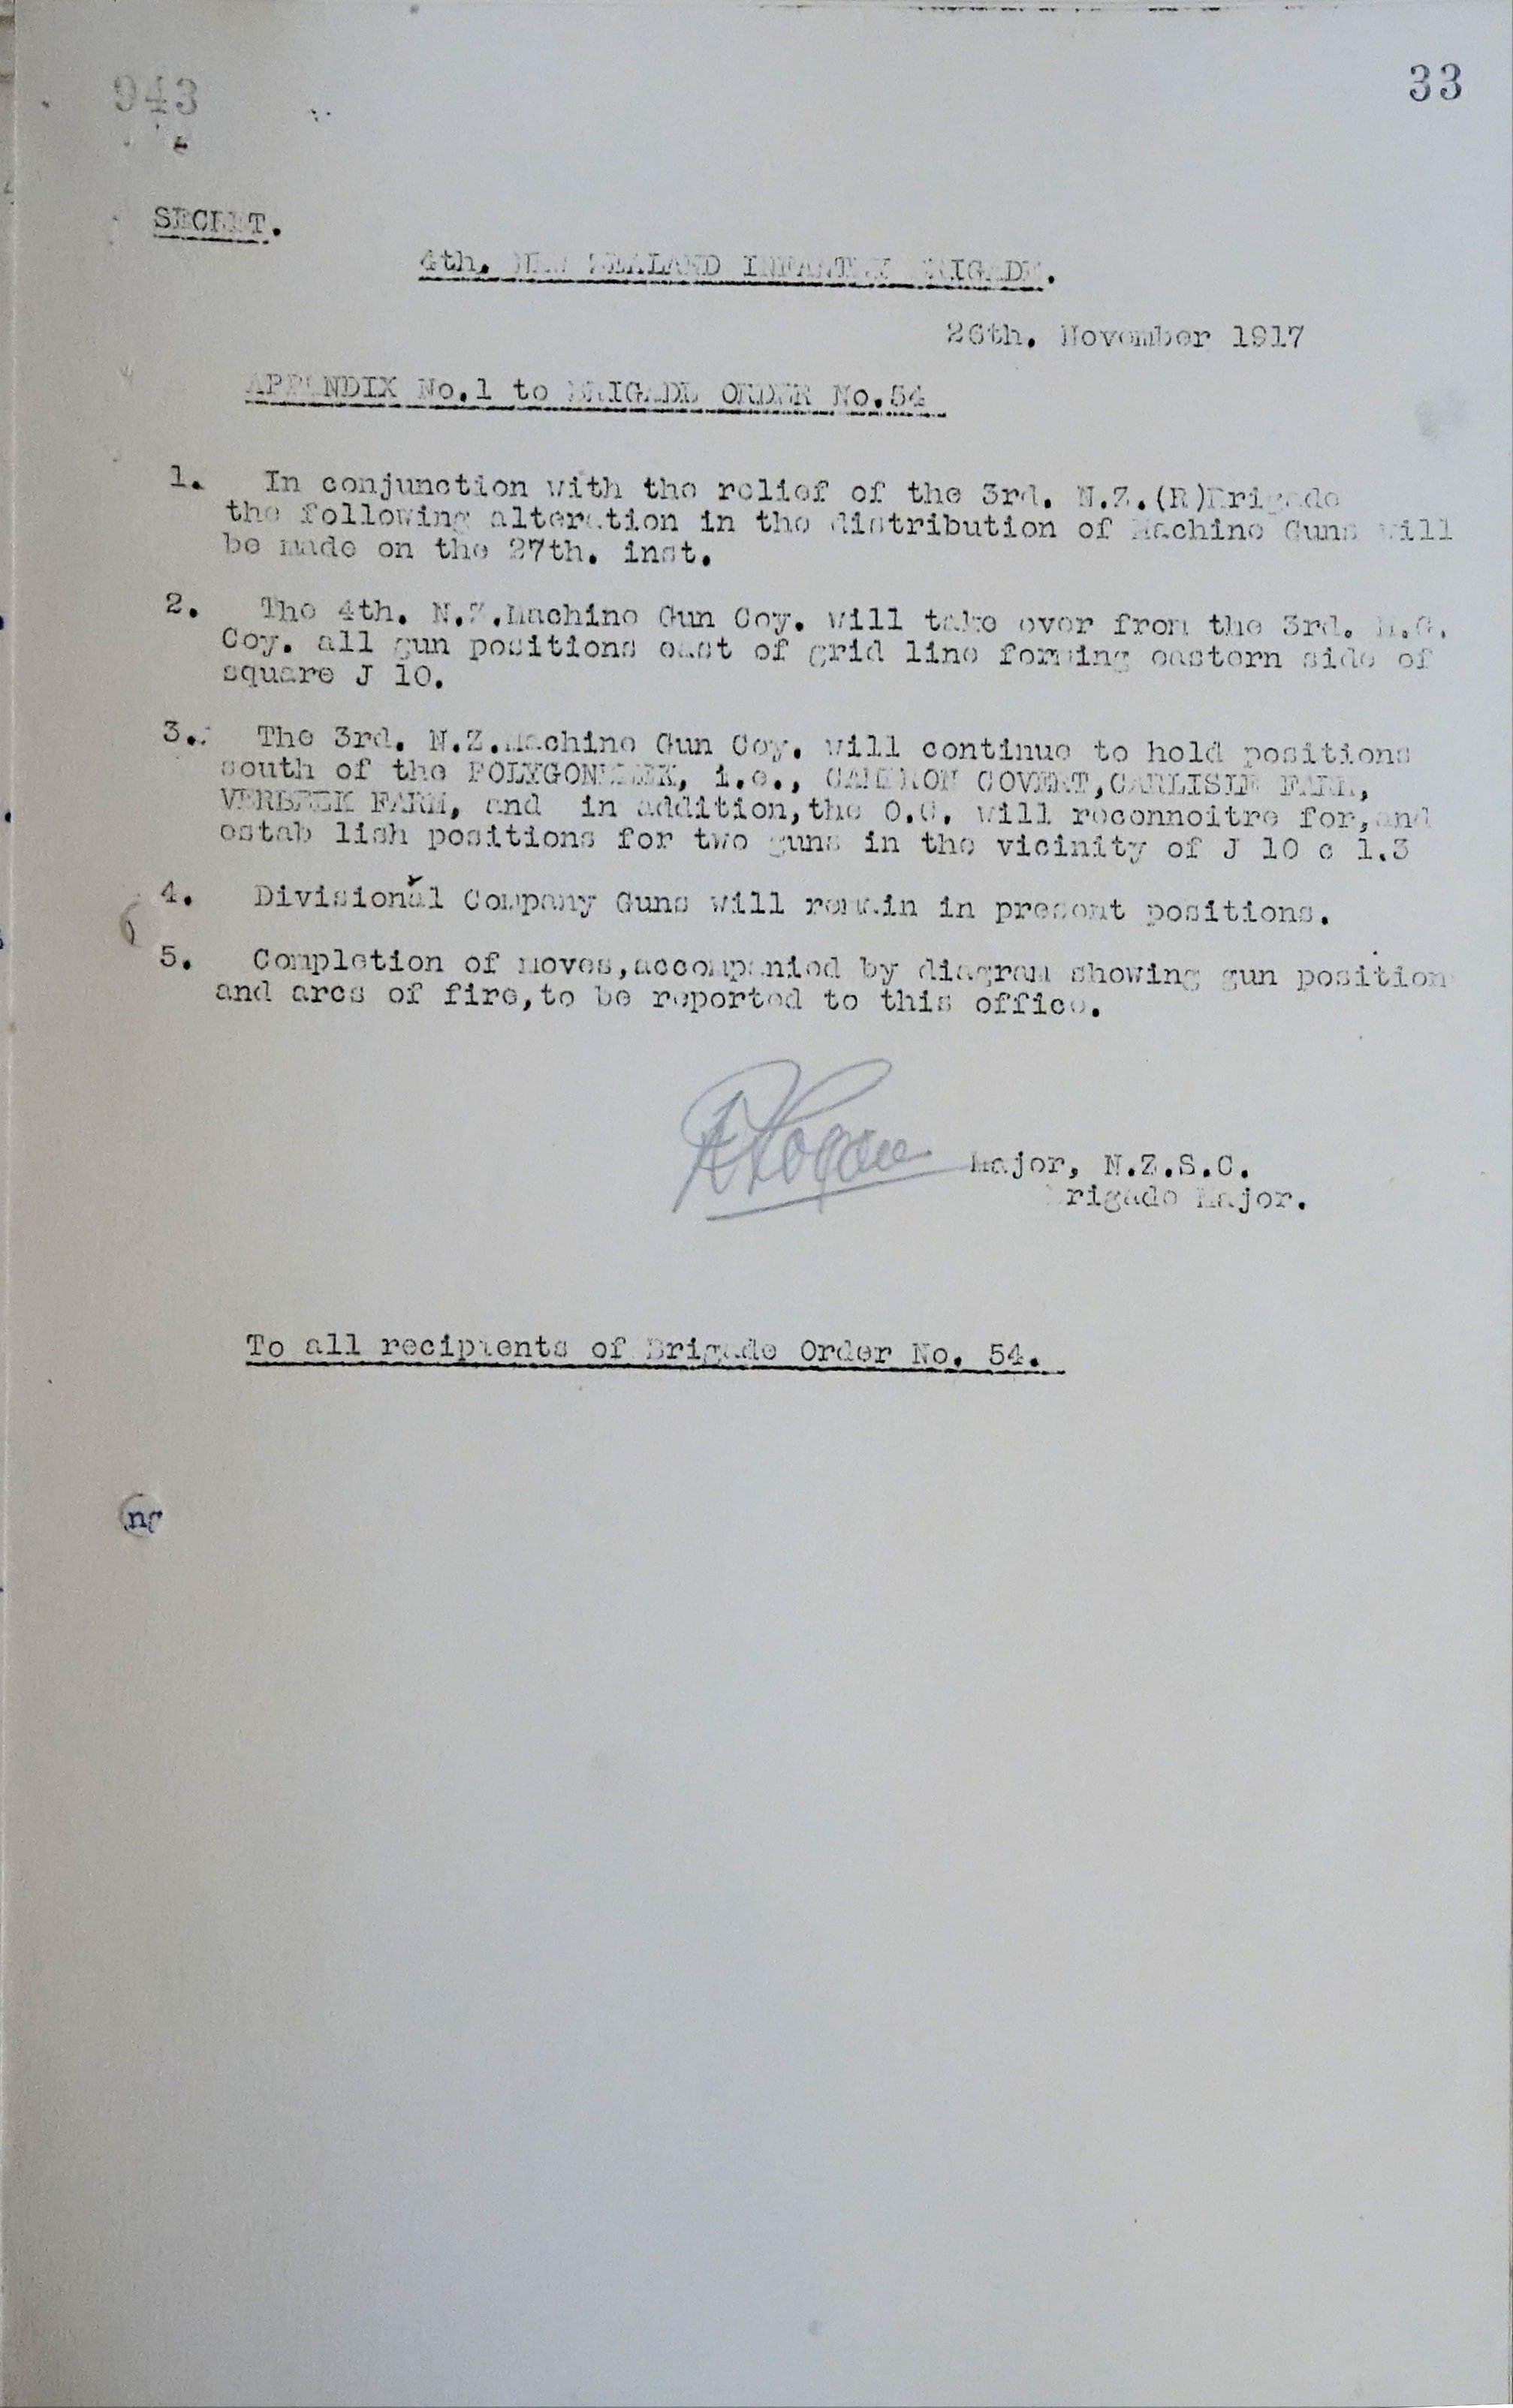 943
33
SECRET.
4th. NEW ZEALAND INFANTRY BRIGADE.
26th. November 1917
APPENDIX No.1 to BRIGADE ORDER No.54
1. In conjunction with the relief of the 3rd. N.Z.(R)Brigade
the following alteration in the distribution of Machine Guns will
be made on the 27th. inst.
2. The 4th. N.Z.Machine Gun Coy. will take over from the 3rd. M.G.
Coy. all gun positions east of grid line forming eastern side of
square J 10.
3. The 3rd. N.Z.Machine Gun Coy. will continue to hold positions
south of the POLYGONBEEK, i.e., CAMERON COVERT,CARLISLE FARM,
VERBEEK FARM, and in addition,the O.C. will reconnoitre for,and
estab lish positions for two guns in the vicinity of J 10 c 1.3
4. Divisional Company Guns will remain in present positions.
5. Completion of moves,accompanied by diagram showing gun position
and arcs of fire,to be reported to this office.
Major, N.Z.S.C.
Brigade Major.
To all recipients of Brigade Order No. 54.